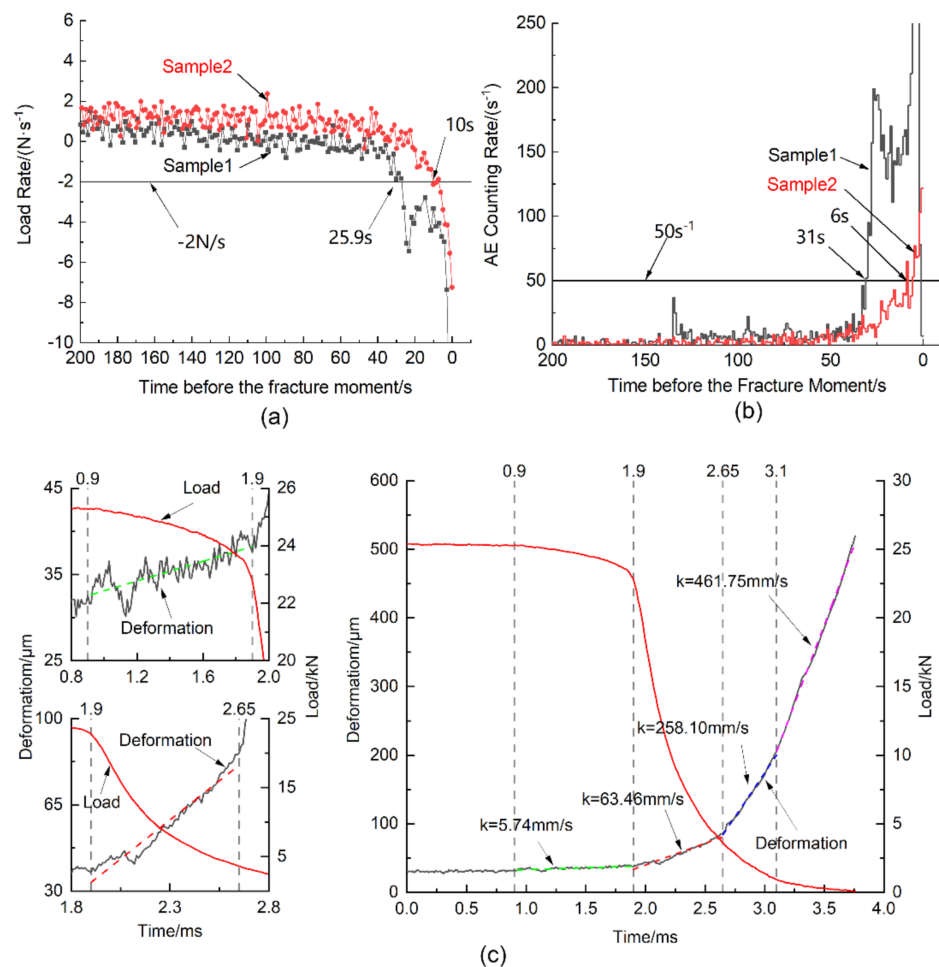 (a)
Load Rate/(N·s⁻¹)
6
4
2
0
-2
-4
-6
-8
-10
Sample2
Sample1
10s
-2N/s
25.9s
200 180 160 140 120 100 80 60 40 20 0
Time before the fracture moment/s
(a)
AE Counting Rate/(s⁻¹)
250
200
150
100
50
0
Sample1
Sample2
50s⁻¹
6s
31s
200 150 100 50 0
Time before the Fracture Moment/s
(b)
0.9 1.9
45
35
25
26
24
22
20
Load
Deformation
0.8 1.2 1.6 2.0
1.9 2.65
100
65
30
25
15
5
Deformation
Load
1.8 2.3 2.8
Time/ms
Deformatiom/μm
Load/kN
0.9 1.9 2.65 3.1
600
500
400
300
200
100
0
Deformatiom/μm
30
25
20
15
10
5
0
Load/kN
k=461.75mm/s
k=258.10mm/s
k=63.46mm/s
k=5.74mm/s
Deformation
0.0 0.5 1.0 1.5 2.0 2.5 3.0 3.5 4.0
Time/ms
(c)